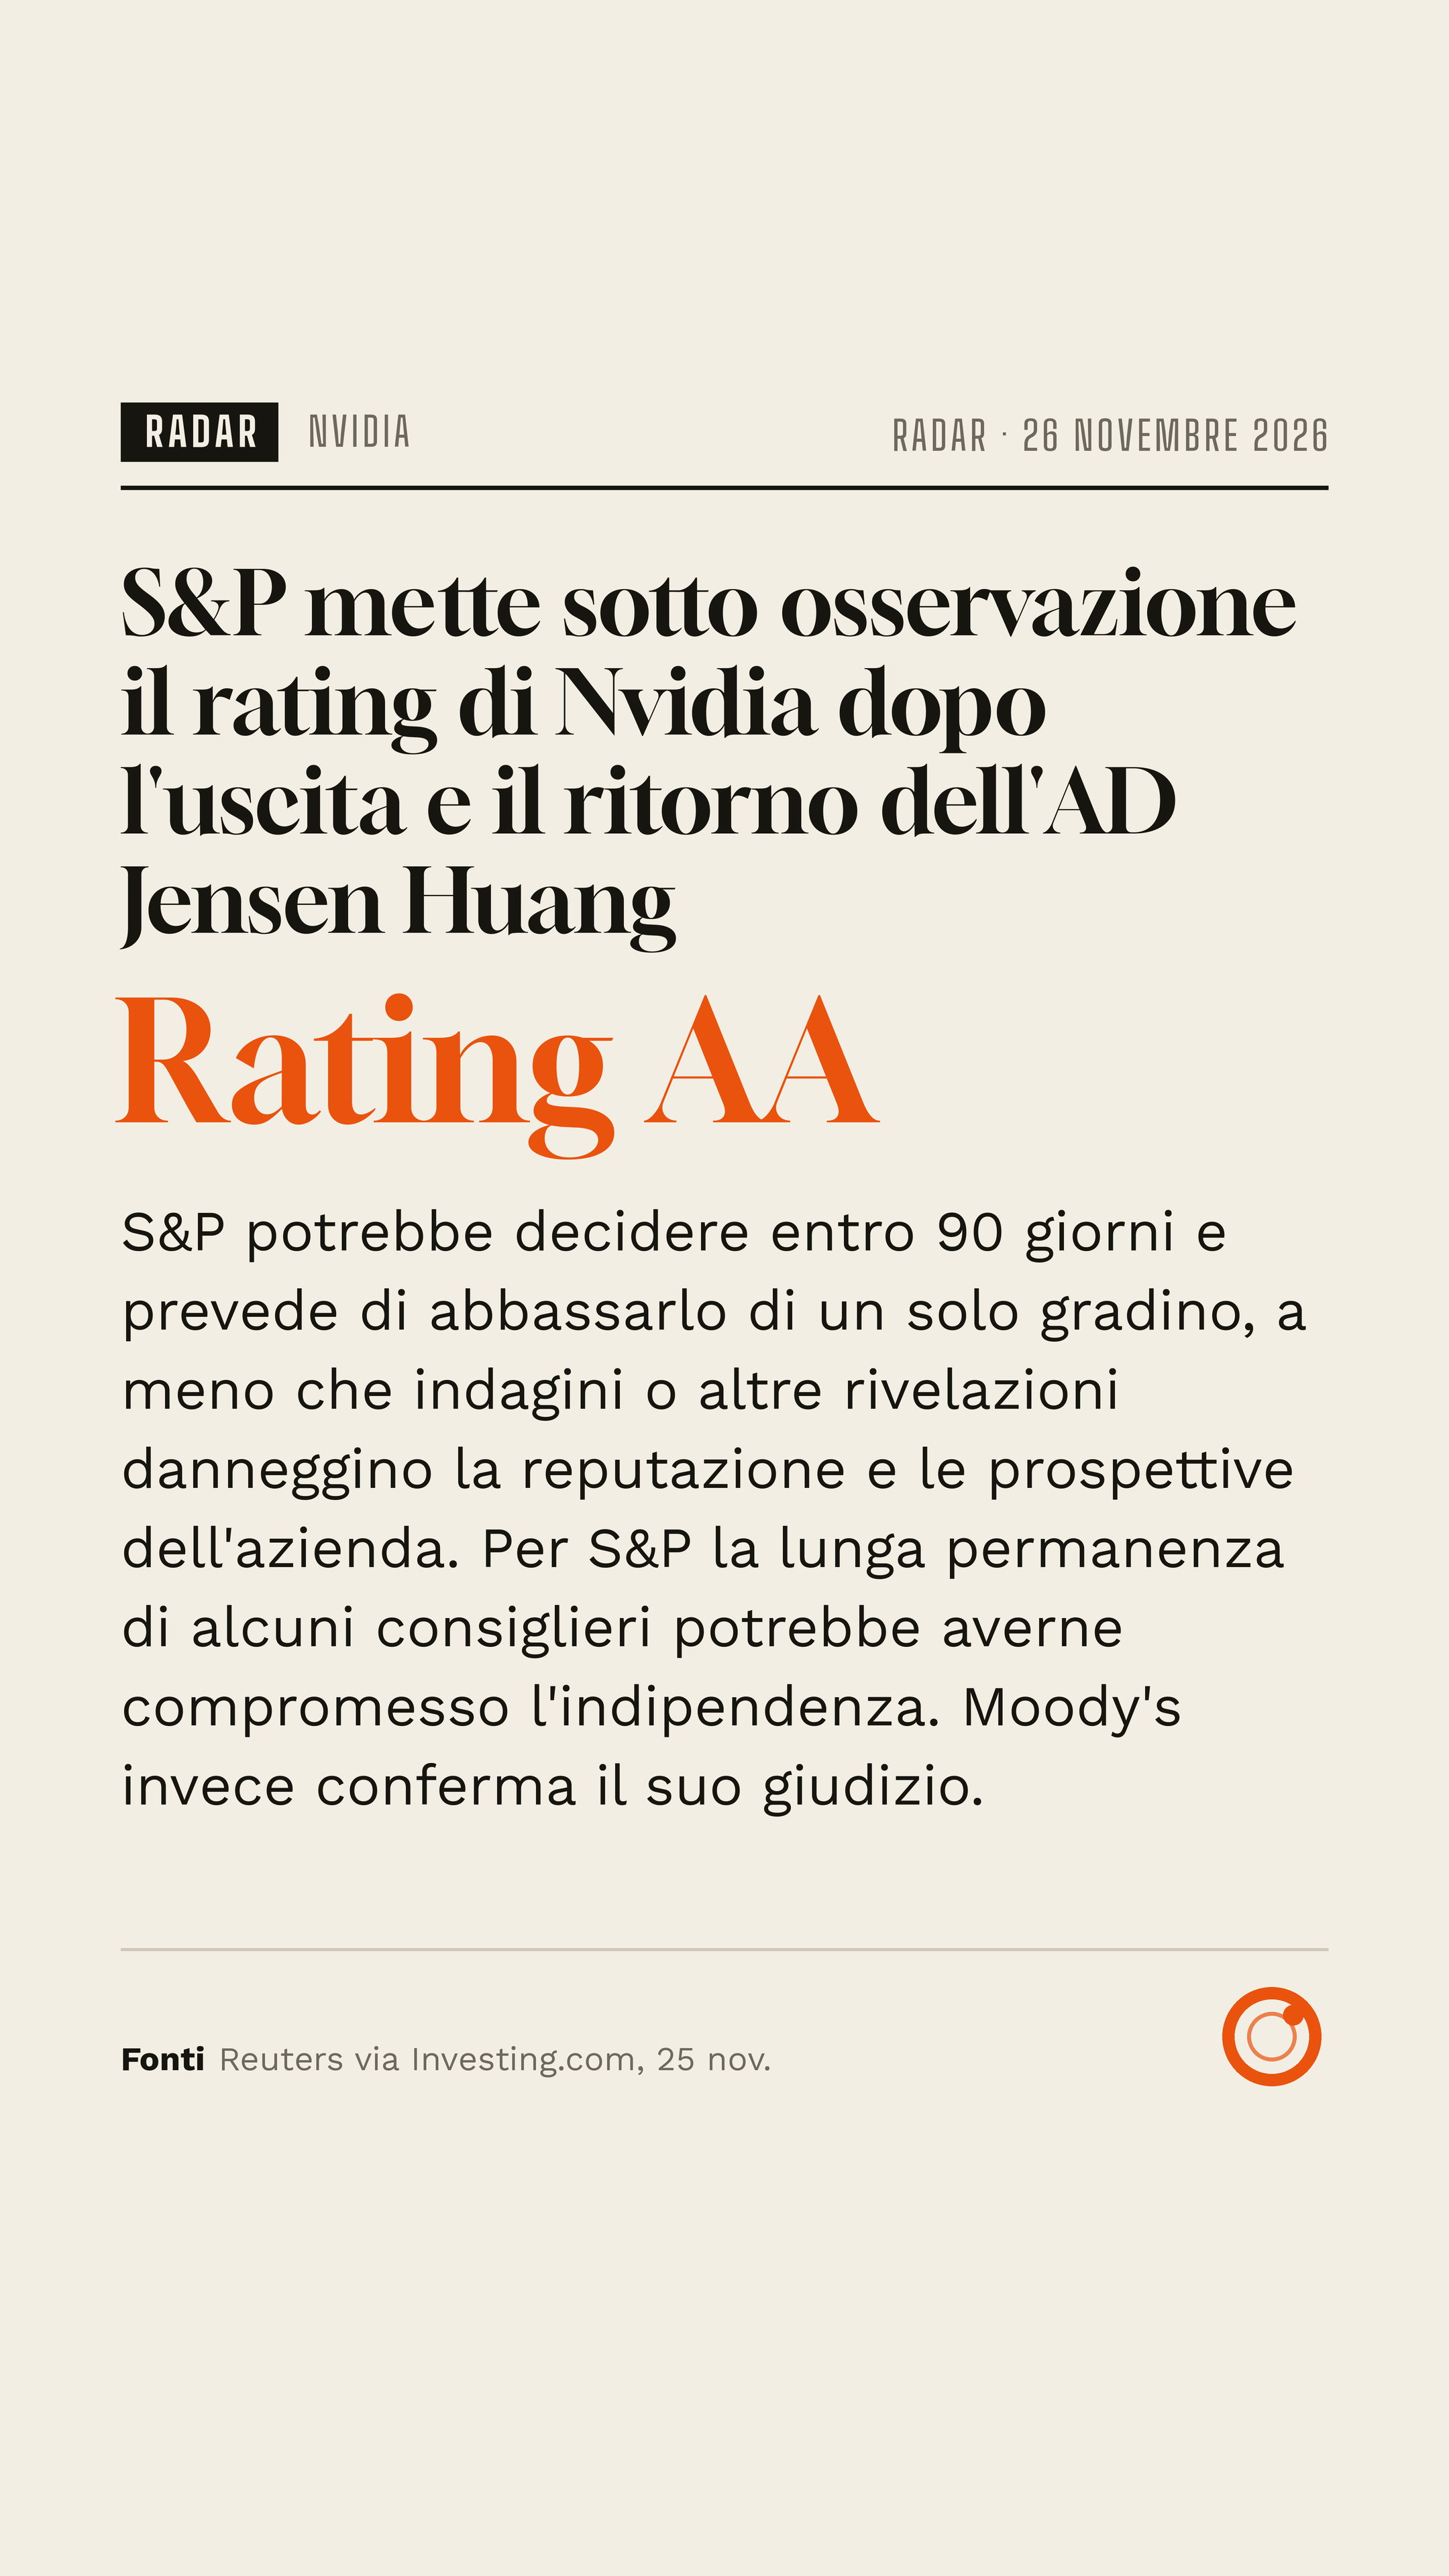 RADAR NVIDIA RADAR · 26 NOVEMBRE 2026
S&P mette sotto osservazione
il rating di Nvidia dopo
l'uscita e il ritorno dell'AD
Jensen Huang
Rating AA
S&P potrebbe decidere entro 90 giorni e
prevede di abbassarlo di un solo gradino, a
meno che indagini o altre rivelazioni
danneggino la reputazione e le prospettive
dell'azienda. Per S&P la lunga permanenza
di alcuni consiglieri potrebbe averne
compromesso l'indipendenza. Moody's
invece conferma il suo giudizio.
Fonti Reuters via Investing.com, 25 nov.